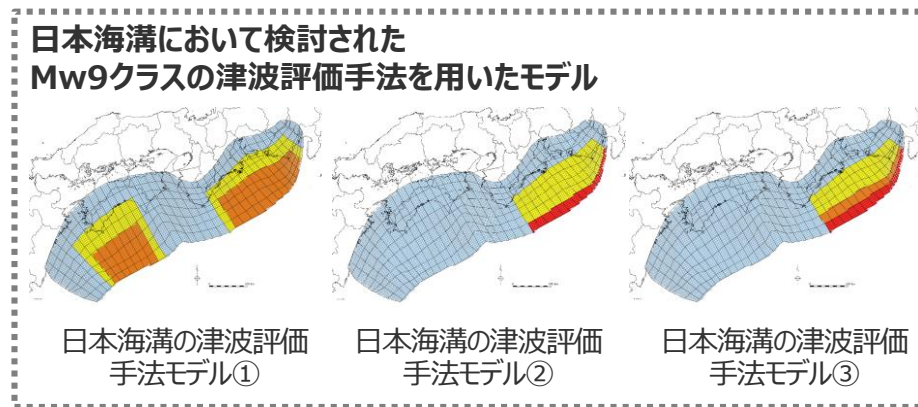 日本海溝において検討された
Mw9クラスの津波評価手法を用いたモデル
日本海溝の津波評価
手法モデル①
日本海溝の津波評価
手法モデル②
日本海溝の津波評価
手法モデル③